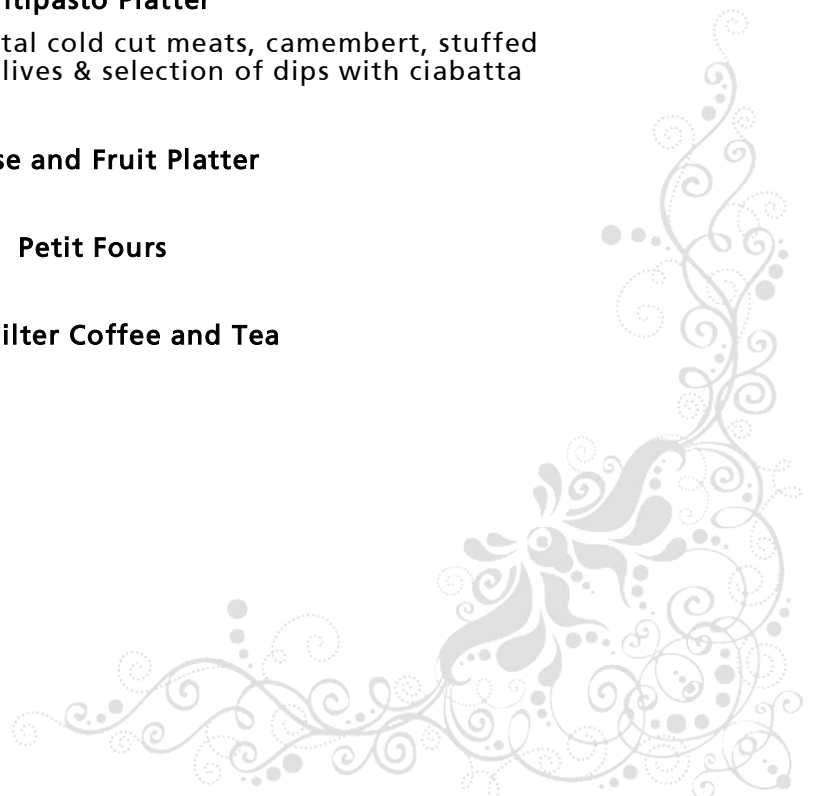 ntipasto Platter
tal cold cut meats, camembert, stuffed
lives & selection of dips with ciabatta
se and Fruit Platter
Petit Fours
ilter Coffee and Tea